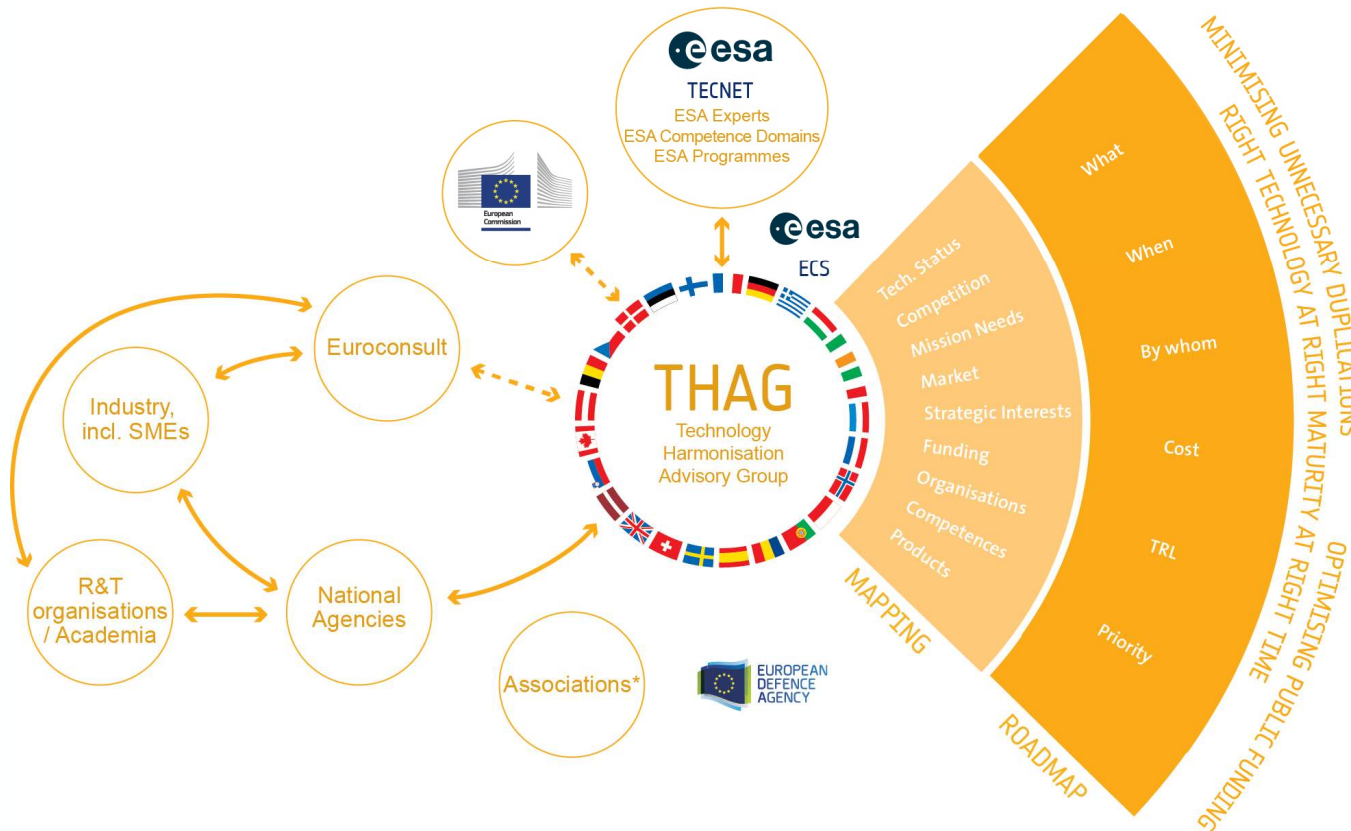 esa
TECNET
ESA Experts
ESA Competence Domains
ESA Programmes
European
Commission
esa
ECS
Euroconsult
Industry,
incl. SMEs
R&T
organisations
/ Academia
National
Agencies
Associations*
EUROPEAN
DEFENCE
AGENCY
THAG
Technology
Harmonisation
Advisory Group
Tech. Status
Competition
Mission Needs
Market
Strategic Interests
Funding
Organisations
Competences
Products
MAPPING
What
When
By whom
Cost
TRL
Priority
ROADMAP
MINIMISING UNNECESSARY DUPLICATIONS
RIGHT TECHNOLOGY AT RIGHT MATURITY AT RIGHT TIME
OPTIMISING PUBLIC FUNDING